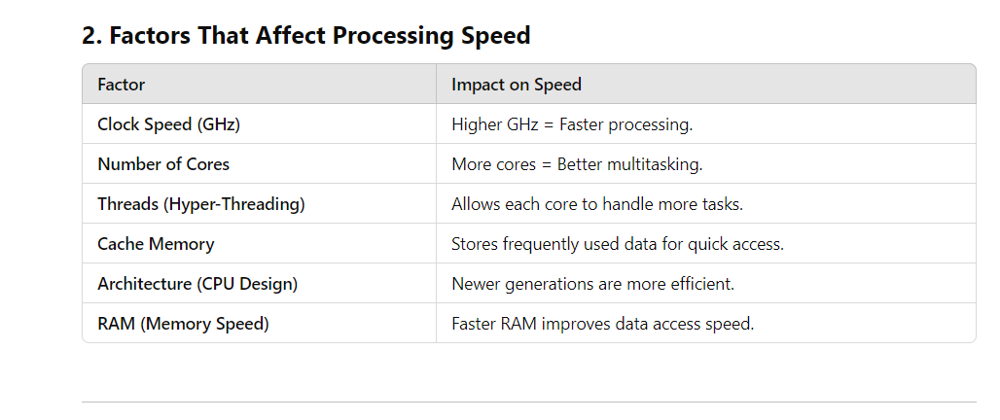 2. Factors That Affect Processing Speed
Factor Impact on Speed
Clock Speed (GHz) Higher GHz = Faster processing.
Number of Cores More cores = Better multitasking.
Threads (Hyper-Threading) Allows each core to handle more tasks.
Cache Memory Stores frequently used data for quick access.
Architecture (CPU Design) Newer generations are more efficient.
RAM (Memory Speed) Faster RAM improves data access speed.